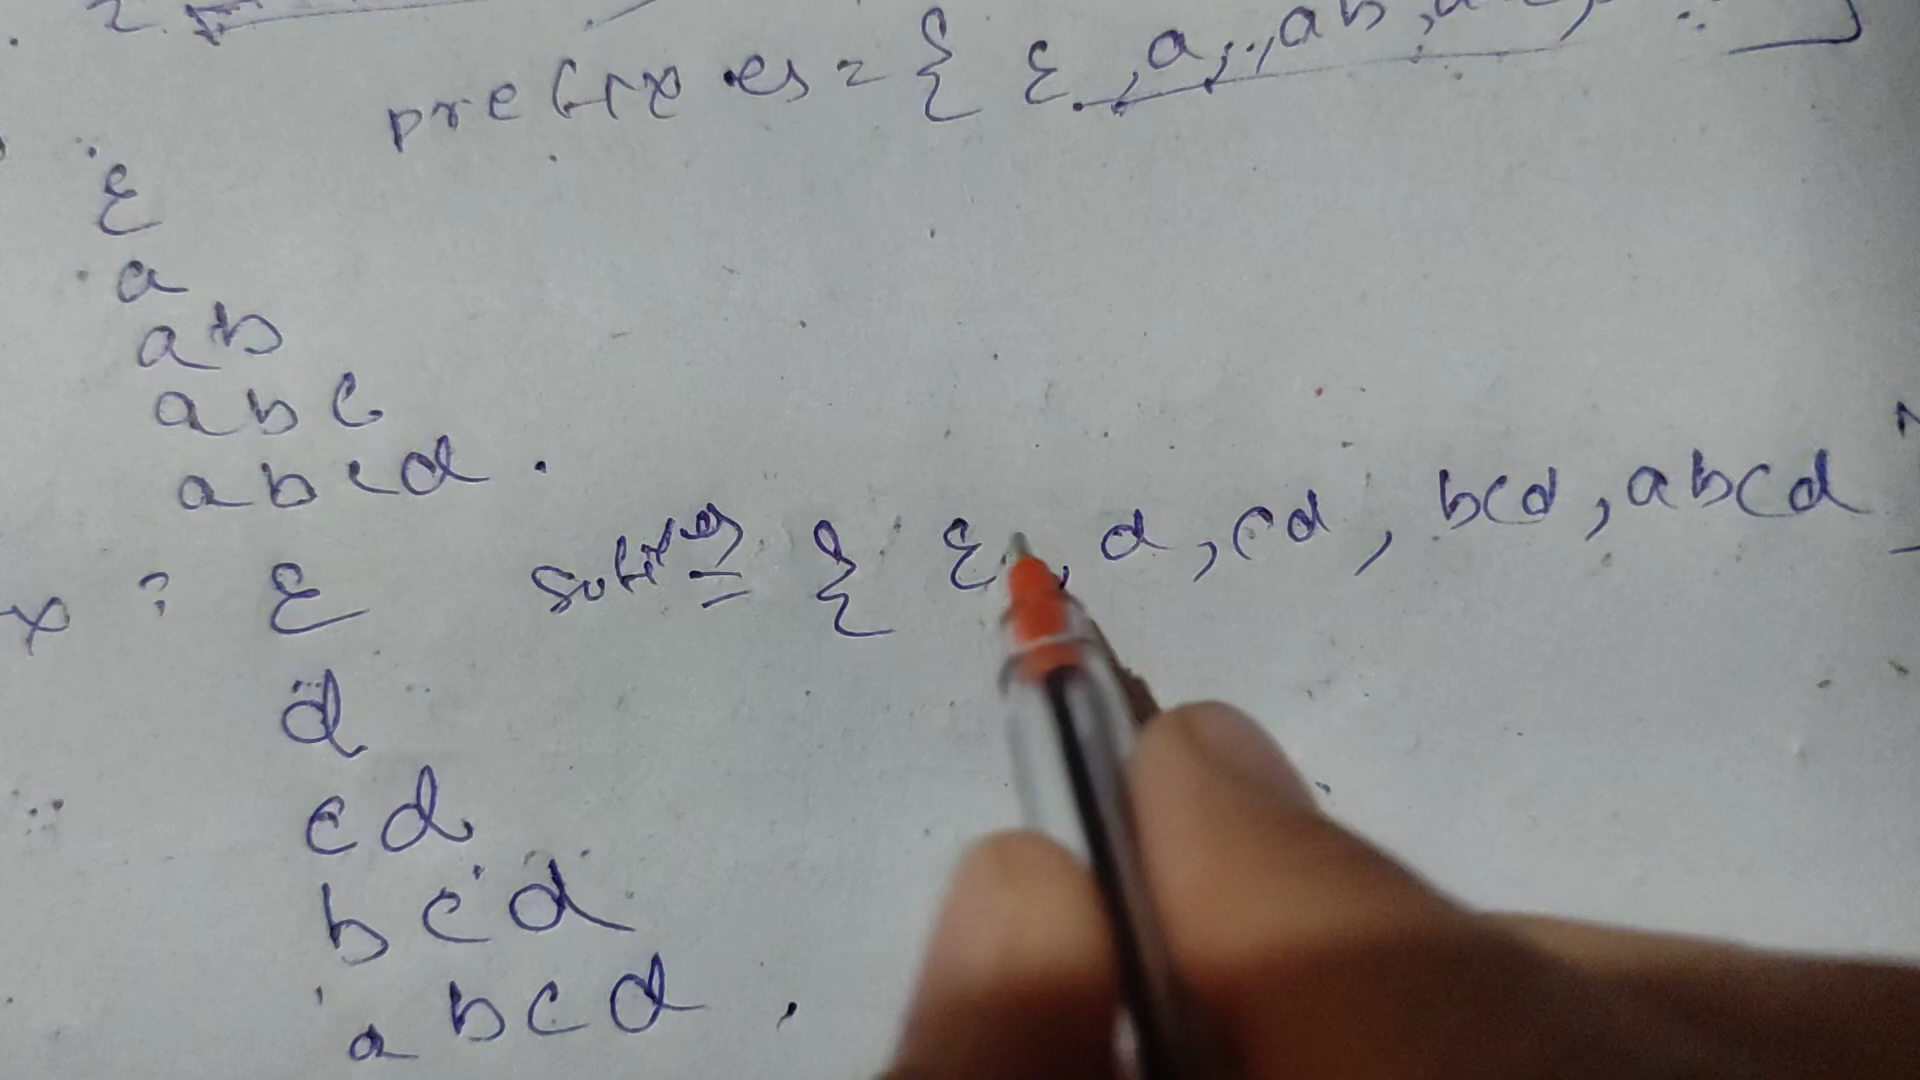 prefixes = { ε, a, ab,
ε
a
ab
abc
abcd.
x : ε
suffixes = { ε, d, cd, bcd, abcd }
d
cd
bcd
abcd.